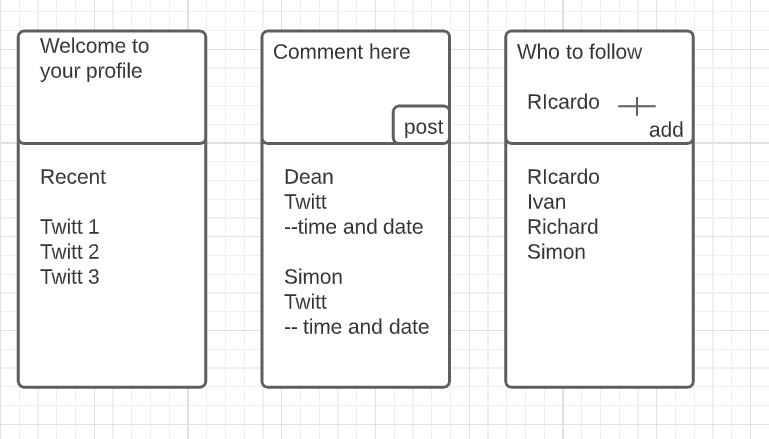 Welcome to
your profile
Recent
Twitt 1
Twitt 2
Twitt 3
Comment here
post
Dean
Twitt
--time and date
Simon
Twitt
-- time and date
Who to follow
RIcardo
add
RIcardo
Ivan
Richard
Simon